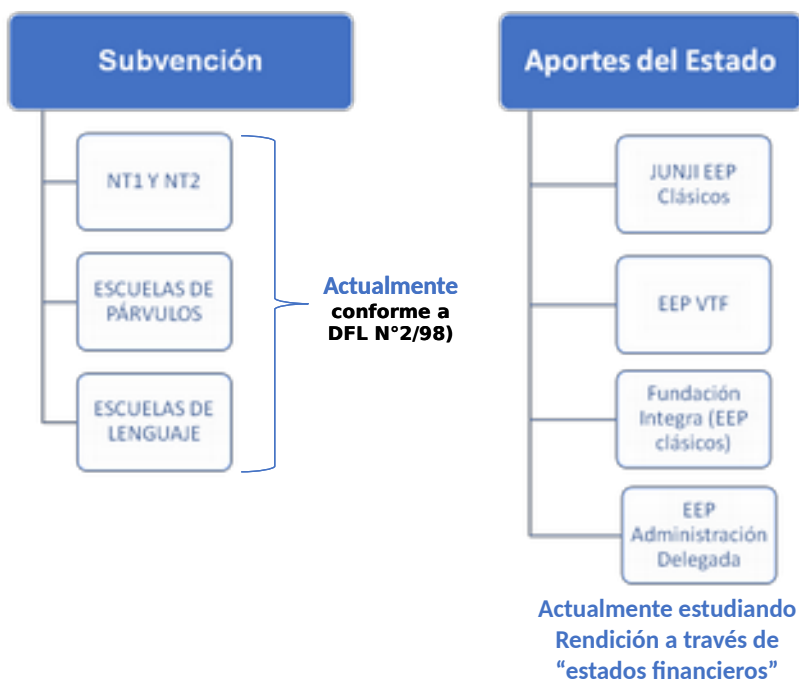 Subvención
NT1 Y NT2
ESCUELAS DE
PÁRVULOS
ESCUELAS DE
LENGUAJE
Actualmente
conforme a
DFL N°2/98)
Aportes del Estado
JUNJI EEP
Clásicos
EEP VTF
Fundación
Integra (EEP
clásicos)
EEP
Administración
Delegada
Actualmente estudiando
Rendición a través de
“estados financieros”